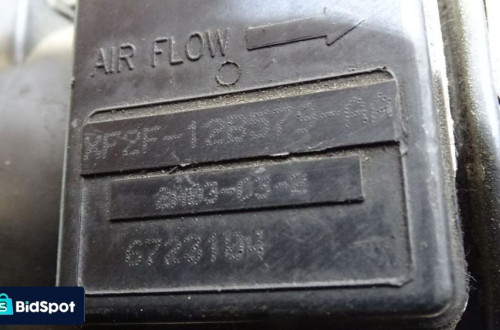 AIR FLOW
XF2F-12B579-AA
6723104
BidSpot